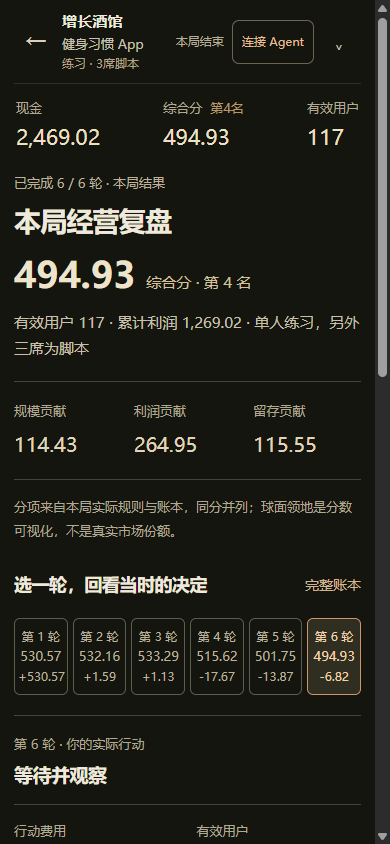 ←
增长酒馆
健身习惯 App
练习 · 3席脚本
本局结束
连接 Agent
现金
综合分 第4名
有效用户
2,469.02
494.93
117
已完成 6 / 6 轮 · 本局结果
本局经营复盘
494.93 综合分 · 第 4 名
有效用户 117 · 累计利润 1,269.02 · 单人练习，另外
三席为脚本
规模贡献
利润贡献
留存贡献
114.43
264.95
115.55
分项来自本局实际规则与账本，同分并列；球面领地是分数
可视化，不是真实市场份额。
选一轮，回看当时的决定
完整账本
第 1 轮
530.57
+530.57
第 2 轮
532.16
+1.59
第 3 轮
533.29
+1.13
第 4 轮
515.62
-17.67
第 5 轮
501.75
-13.87
第 6 轮
494.93
-6.82
第 6 轮 · 你的实际行动
等待并观察
行动费用
有效用户